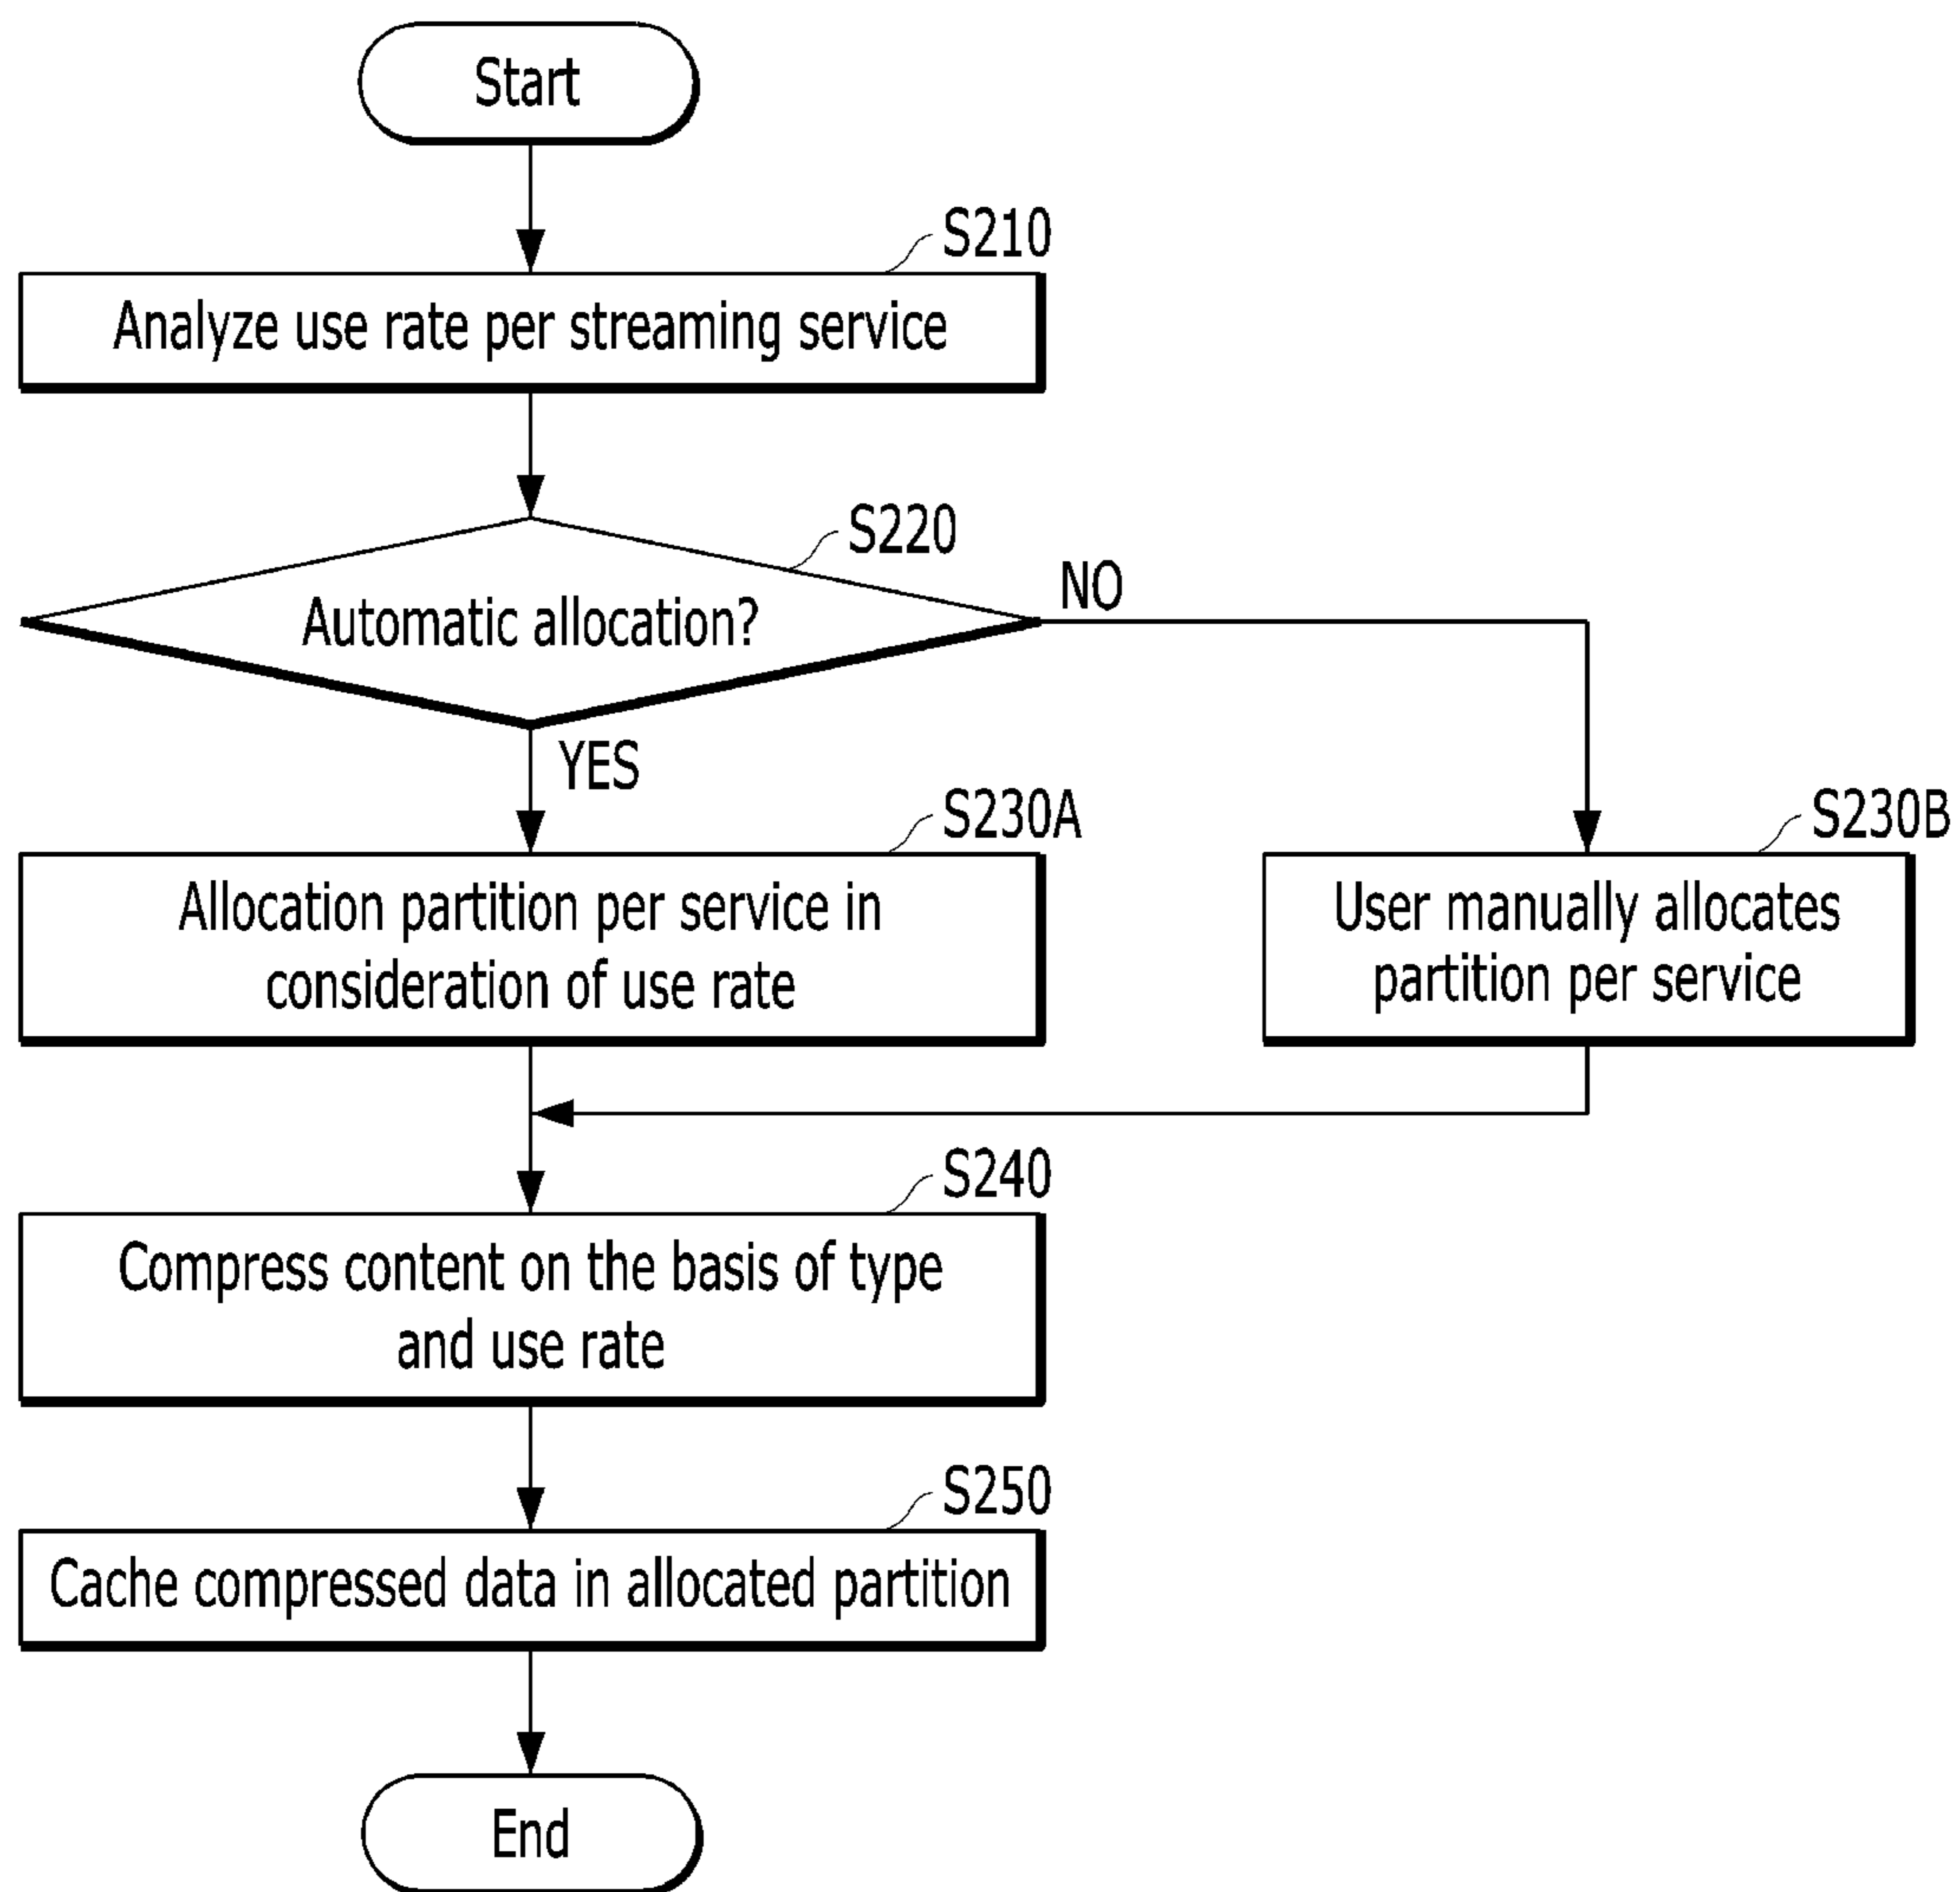 Start
S210
Analyze use rate per streaming service
S220
Automatic allocation?
NO
YES
S230A
Allocation partition per service in
consideration of use rate
S230B
User manually allocates
partition per service
S240
Compress content on the basis of type
and use rate
S250
Cache compressed data in allocated partition
End